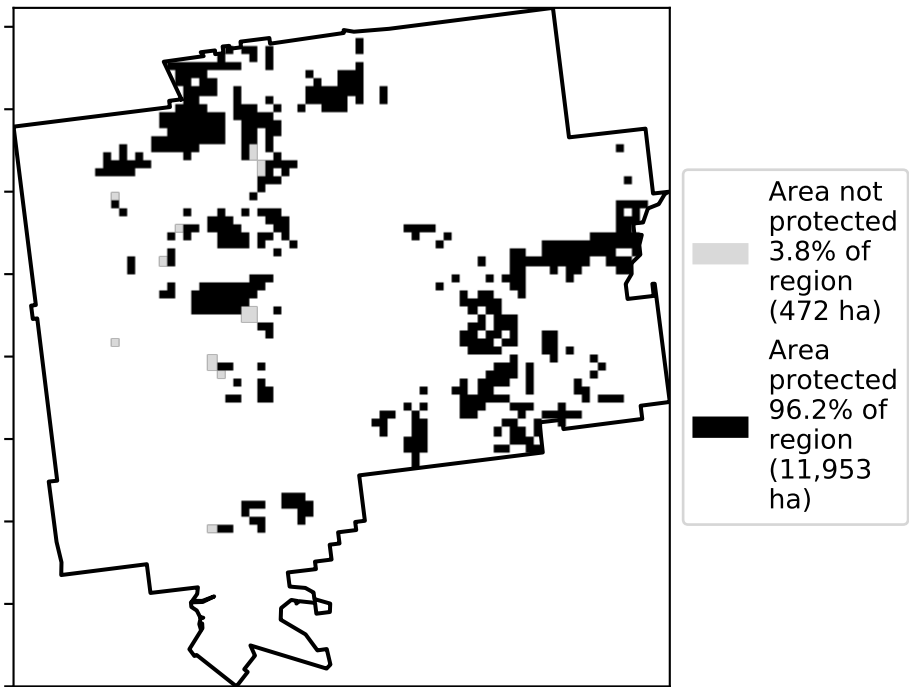 Area not
protected
3.8% of
region
(472 ha)
Area
protected
96.2% of
region
(11,953
ha)